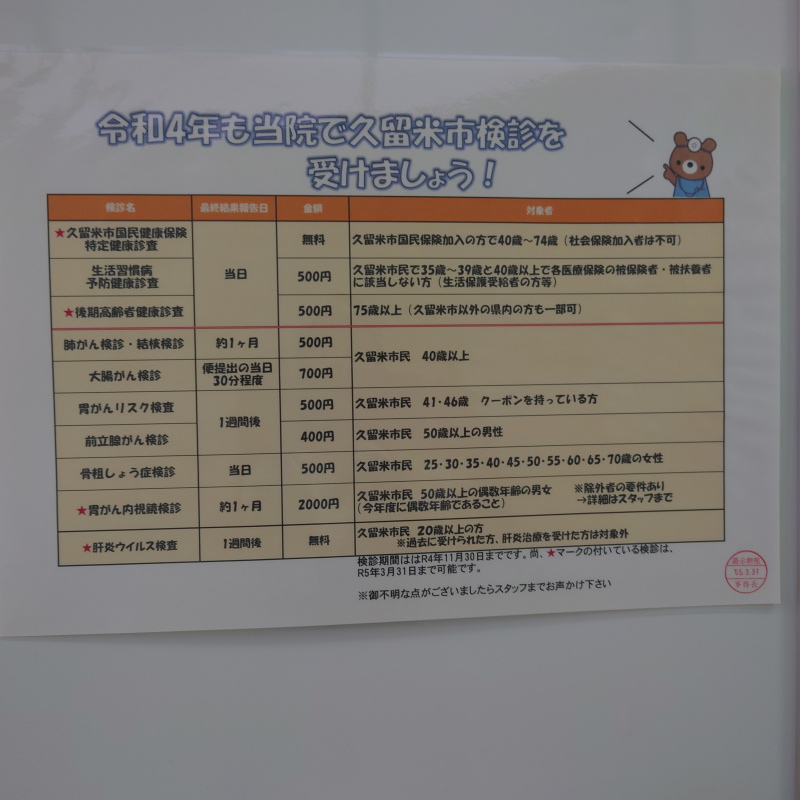 令和4年も当院で久留米市検診を
受けましょう！
検診名 最終結果報告日 金額 対象者
★久留米市国民健康保険
特定健康診査
当日
無料
久留米市国民保険加入の方で40歳～74歳（社会保険加入者は不可）
生活習慣病
予防健康診査
500円
久留米市民で35歳～39歳と40歳以上で各医療保険の被保険者・被扶養者
に該当しない方（生活保護受給者の方等）
★後期高齢者健康診査
500円
75歳以上（久留米市以外の県内の方も一部可）
肺がん検診・結核検診
約1ヶ月
500円
久留米市民 40歳以上
大腸がん検診
便提出の当日
30分程度
700円
胃がんリスク検査
1週間後
500円
久留米市民 41・46歳 クーポンを持っている方
前立腺がん検診
400円
久留米市民 50歳以上の男性
骨粗しょう症検診
当日
500円
久留米市民 25・30・35・40・45・50・55・60・65・70歳の女性
★胃がん内視鏡検診
約1ヶ月
2000円
久留米市民 50歳以上の偶数年齢の男女 ※除外者の要件あり
（今年度に偶数年齢であること） →詳細はスタッフまで
★肝炎ウイルス検査
1週間後
無料
久留米市民 20歳以上の方
※過去に受けられた方、肝炎治療を受けた方は対象外
検診期間ははR4年11月30日までです。尚、★マークの付いている検診は、
R5年3月31日まで可能です。
※御不明な点がございましたらスタッフまでお声かけ下さい